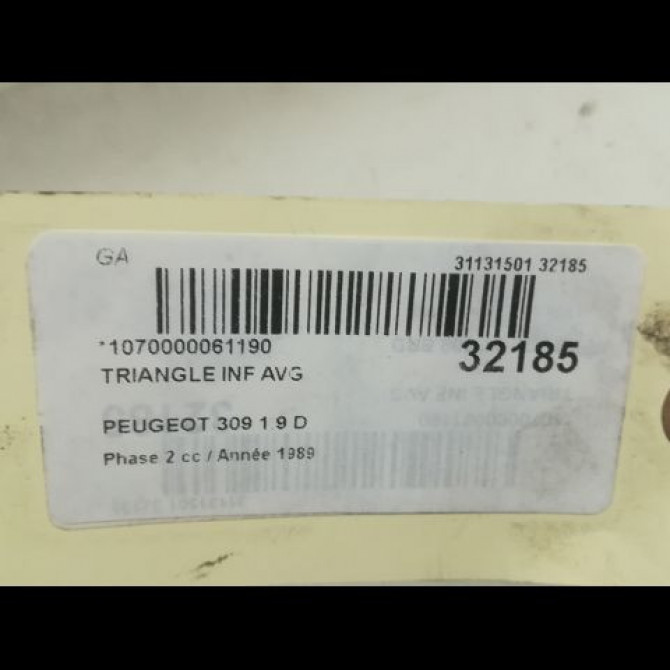 GA
31131501 32185
*1070000061190
32185
TRIANGLE INF AVG
PEUGEOT 309 1 9 D
Phase 2 cc / Année 1989